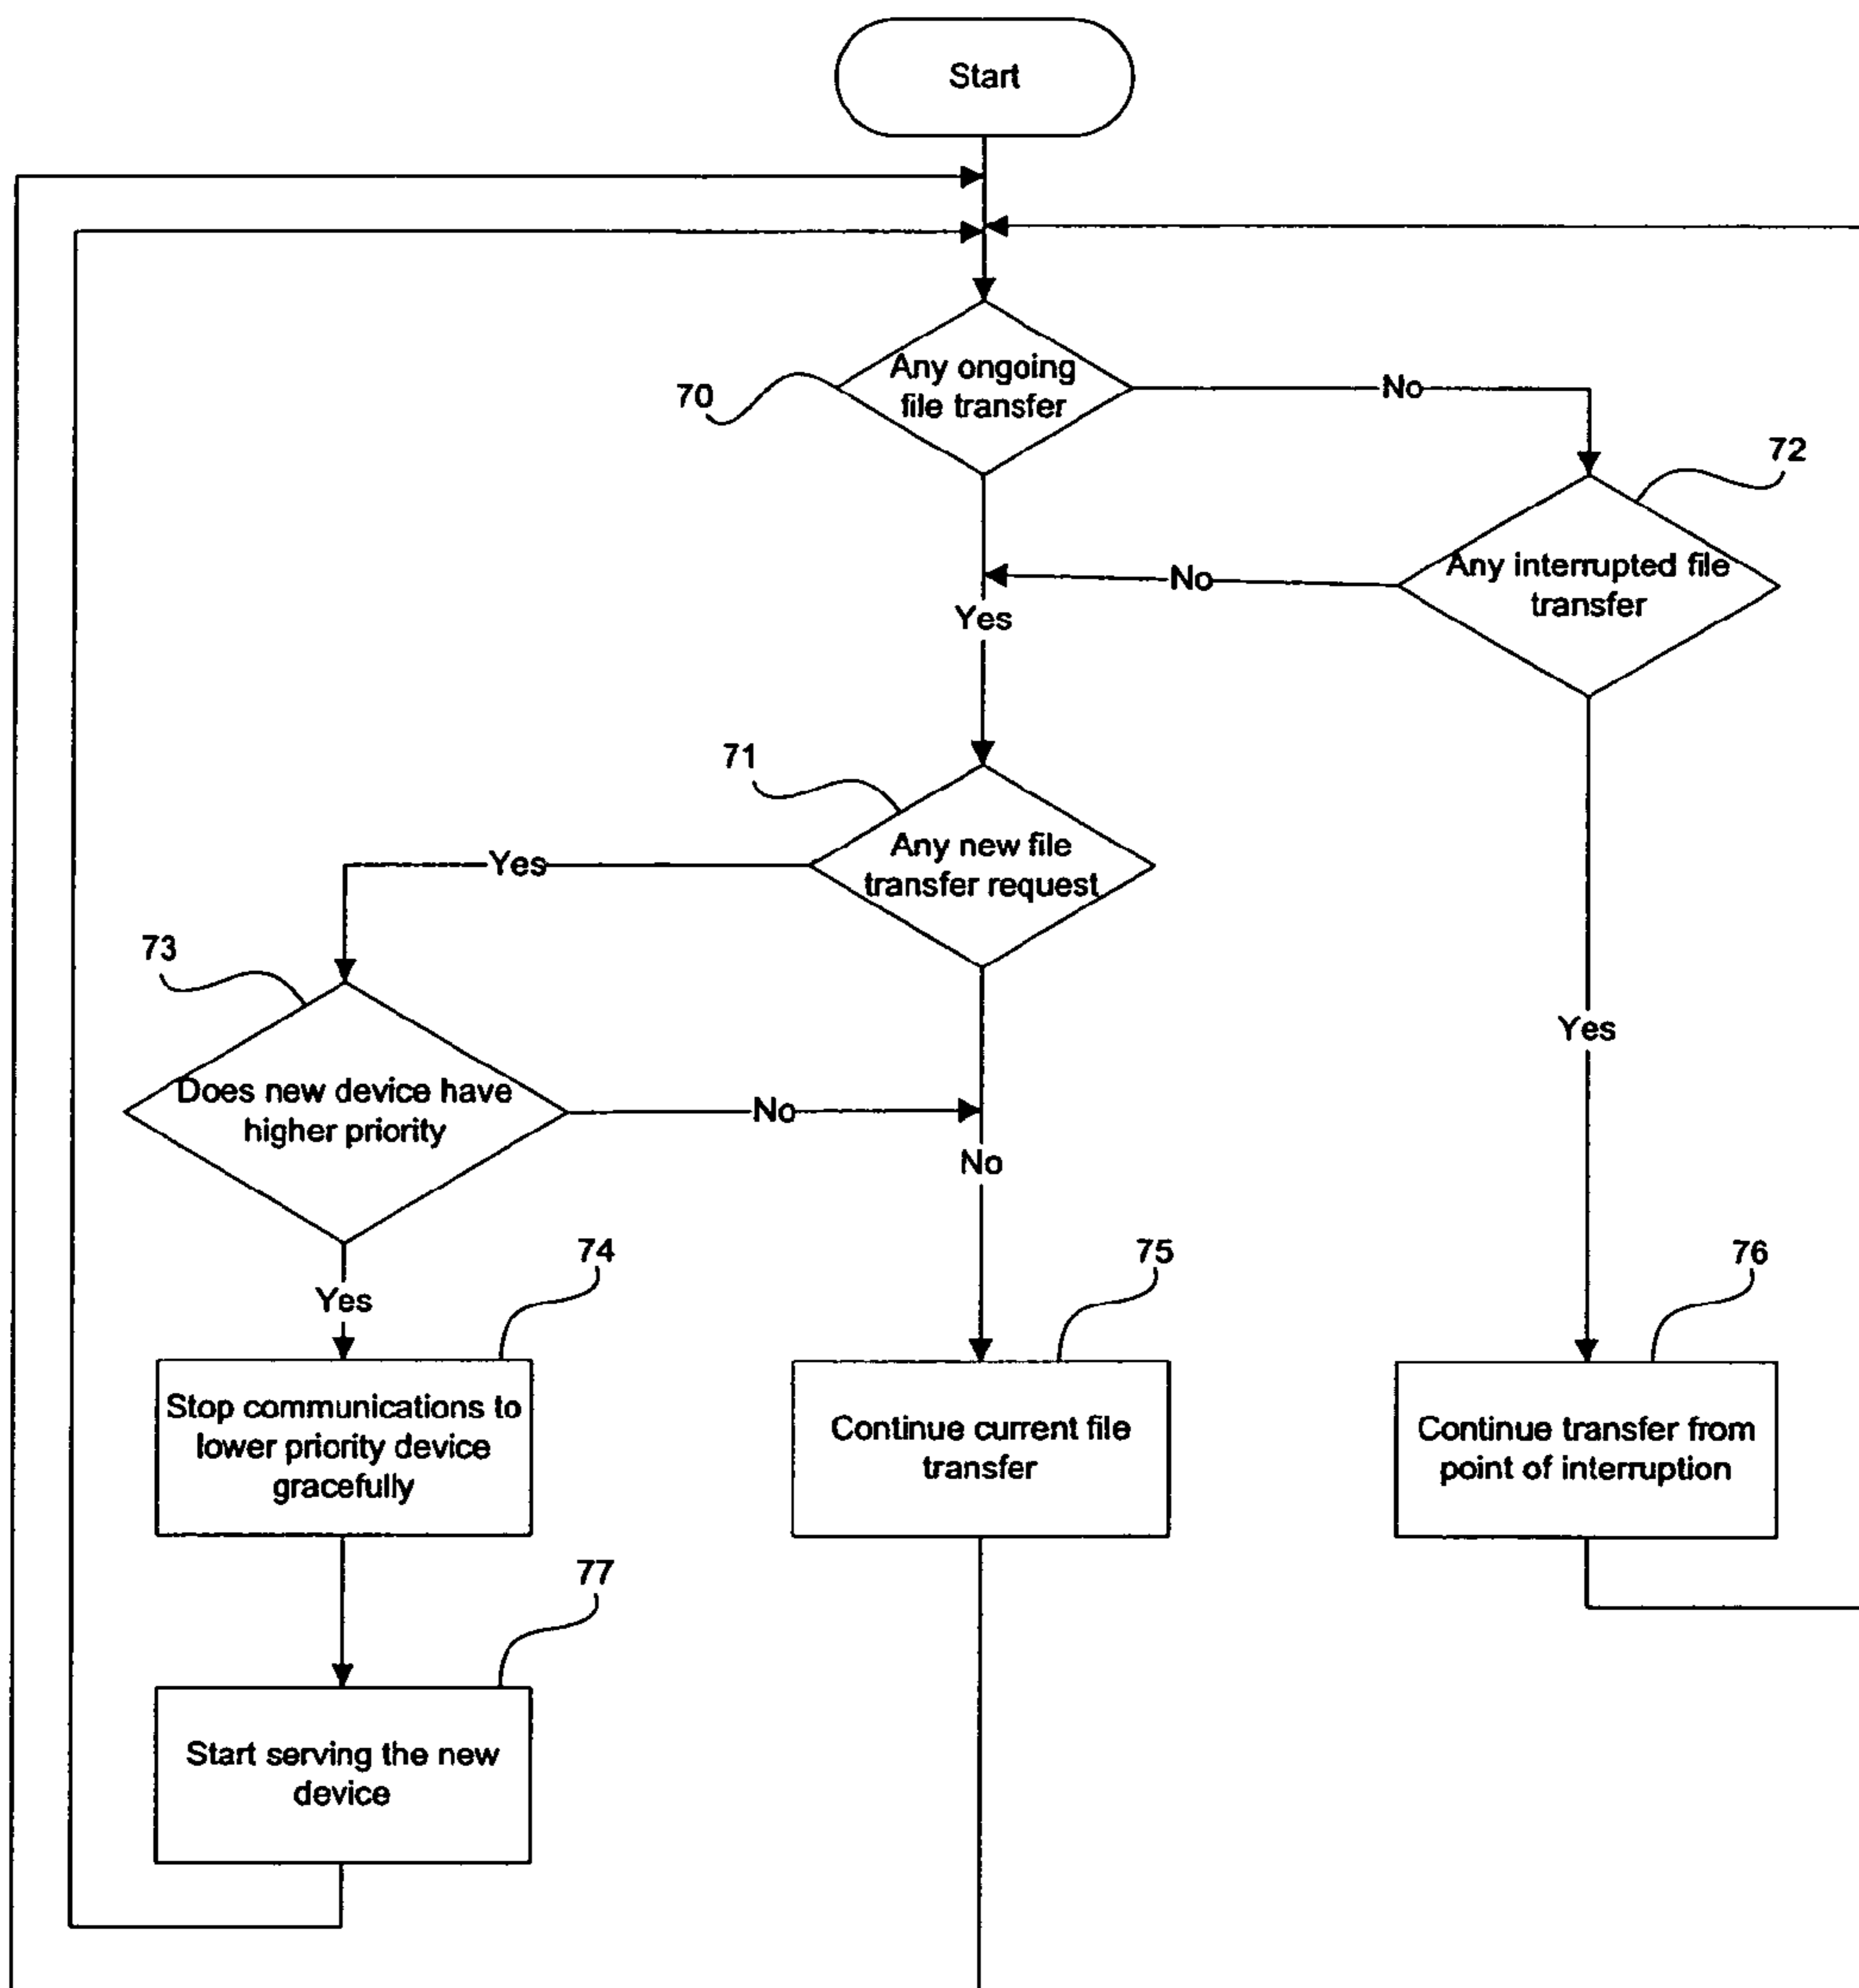 Start
Any ongoing
file transfer
70
No
72
Any interrupted file
transfer
No
Yes
71
Any new file
transfer request
Yes
73
Does new device have
higher priority
No
No
Yes
Yes
74
75
76
Stop communications to
lower priority device
gracefully
Continue current file
transfer
Continue transfer from
point of interruption
77
Start serving the new
device